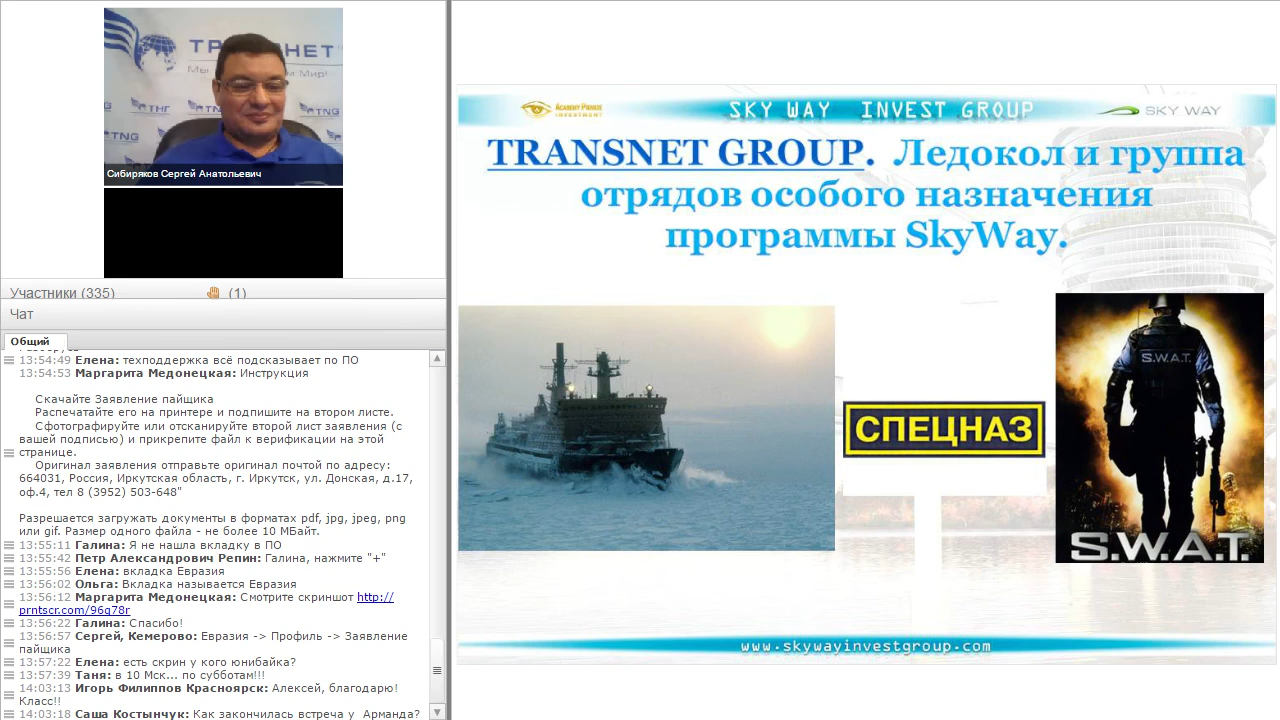 ТРАНСНЕТ
TNG
TNG
TNG
Сибиряков Сергей Анатольевич
Участники (335)
(1)
Чат
Общий
13:54:49 Елена: техподдержка всё подсказывает по ПО
13:54:53 Маргарита Медонецкая: Инструкция
Скачайте Заявление пайщика
Распечатайте его на принтере и подпишите на втором листе.
Сфотографируйте или отсканируйте второй лист заявления (с
вашей подписью) и прикрепите файл к верификации на этой
странице.
Оригинал заявления отправьте оригинал почтой по адресу:
664031, Россия, Иркутская область, г. Иркутск, ул. Донская, д.17,
оф.4, тел 8 (3952) 503-648"
Разрешается загружать документы в форматах pdf, jpg, jpeg, png
или gif. Размер одного файла - не более 10 МБайт.
13:55:11 Галина: Я не нашла вкладку в ПО
13:55:42 Петр Александрович Репин: Галина, нажмите "+"
13:55:56 Елена: вкладка Евразия
13:56:02 Ольга: Вкладка называется Евразия
13:56:12 Маргарита Медонецкая: Смотрите скриншот http://
prntscr.com/96q78r
13:56:22 Галина: Спасибо!
13:56:57 Сергей, Кемерово: Евразия -> Профиль -> Заявление
пайщика
13:57:22 Елена: есть скрин у кого юнибайка?
13:57:39 Таня: в 10 Мск... по субботам!!!
14:03:13 Игорь Филиппов Красноярск: Алексей, благодарю!
Класс!!
14:03:18 Саша Костынчук: Как закончилась встреча у Арманда?
ACADEMY PRIVATE
INVESTMENT
SKY WAY INVEST GROUP
SKY WAY
TRANSNET GROUP. Ледокол и группа
отрядов особого назначения
программы SkyWay.
СПЕЦНАЗ
S.W.A.T.
S.W.A.T.
www.skywayinvestgroup.com